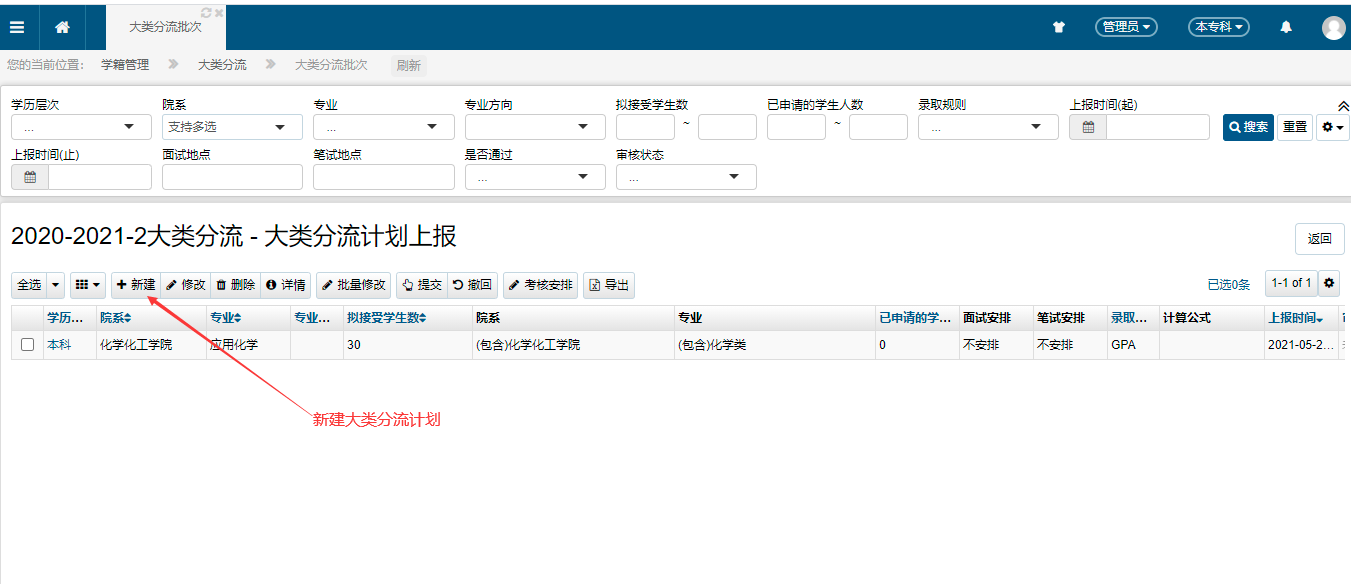 大类分流批次
管理员
本专科
您的当前位置: 学籍管理 大类分流 大类分流批次 刷新
学历层次 院系 专业 专业方向 拟接受学生数 已申请的学生人数 录取规则 上报时间(起)
... 支持多选 ... ~ ~ ... 搜索 重置
上报时间(止) 面试地点 笔试地点 是否通过 审核状态
... ...
2020-2021-2大类分流 - 大类分流计划上报
返回
全选 新建 修改 删除 详情 批量修改 提交 撤回 考核安排 导出 已选0条 1-1 of 1
学历... 院系 专业 专业... 拟接受学生数 院系 专业 已申请的学... 面试安排 笔试安排 录取... 计算公式 上报时间
本科 化学化工学院 应用化学 30 (包含)化学化工学院 (包含)化学类 0 不安排 不安排 GPA 2021-05-2...
新建大类分流计划